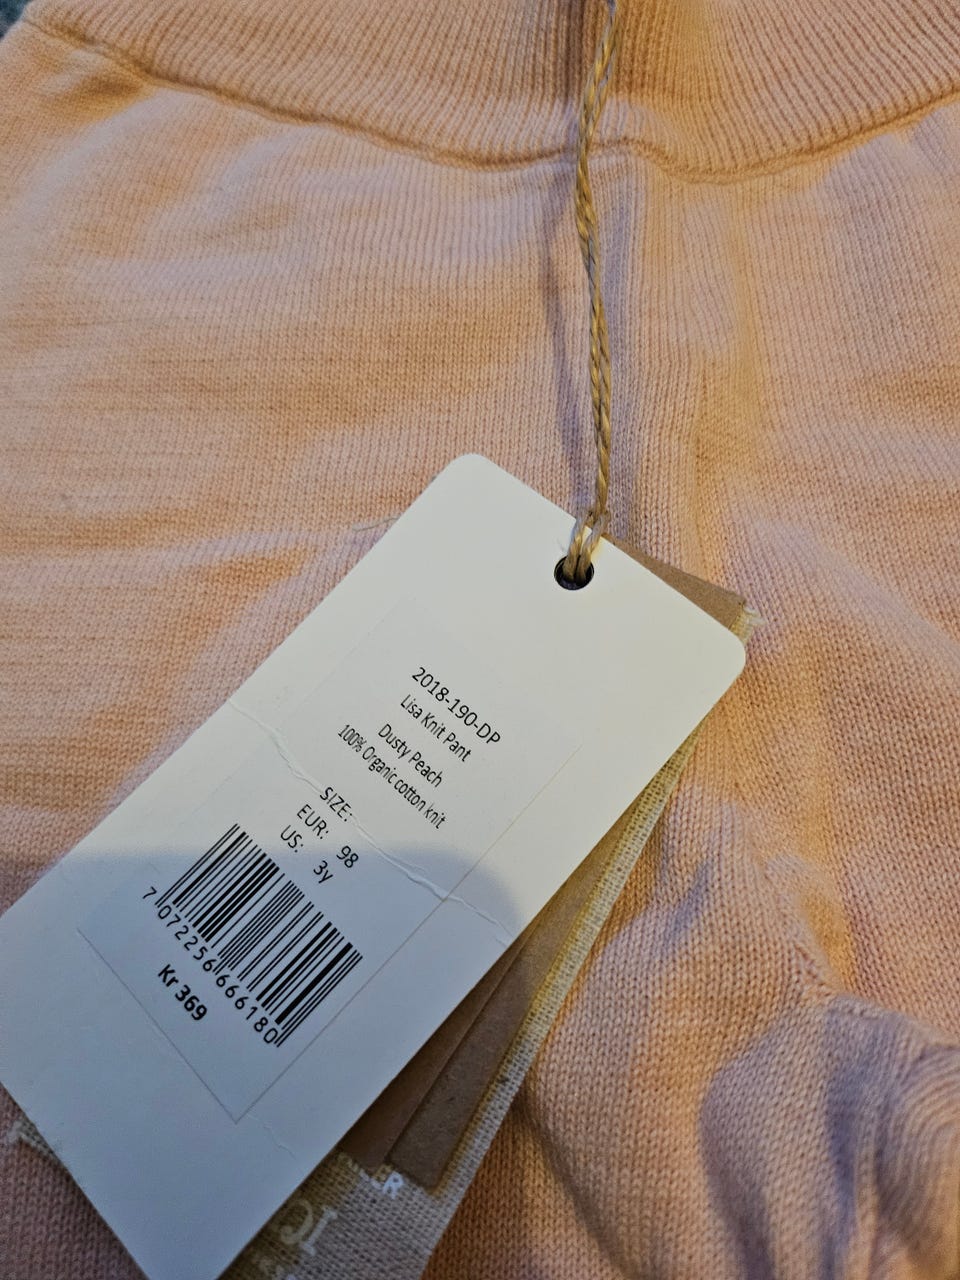 2018-190-DP
Lisa Knit Pant
Dusty Peach
100% Organic cotton knit
SIZE:
EUR: 98
US: 3y
7 072256 666180
Kr 369